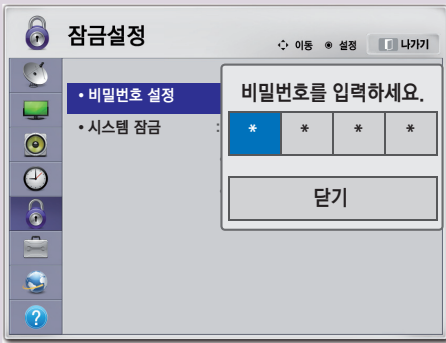 잠금설정
이동 설정 나가기
• 비밀번호 설정
• 시스템 잠금 :
비밀번호를 입력하세요.
* * * *
닫기
?